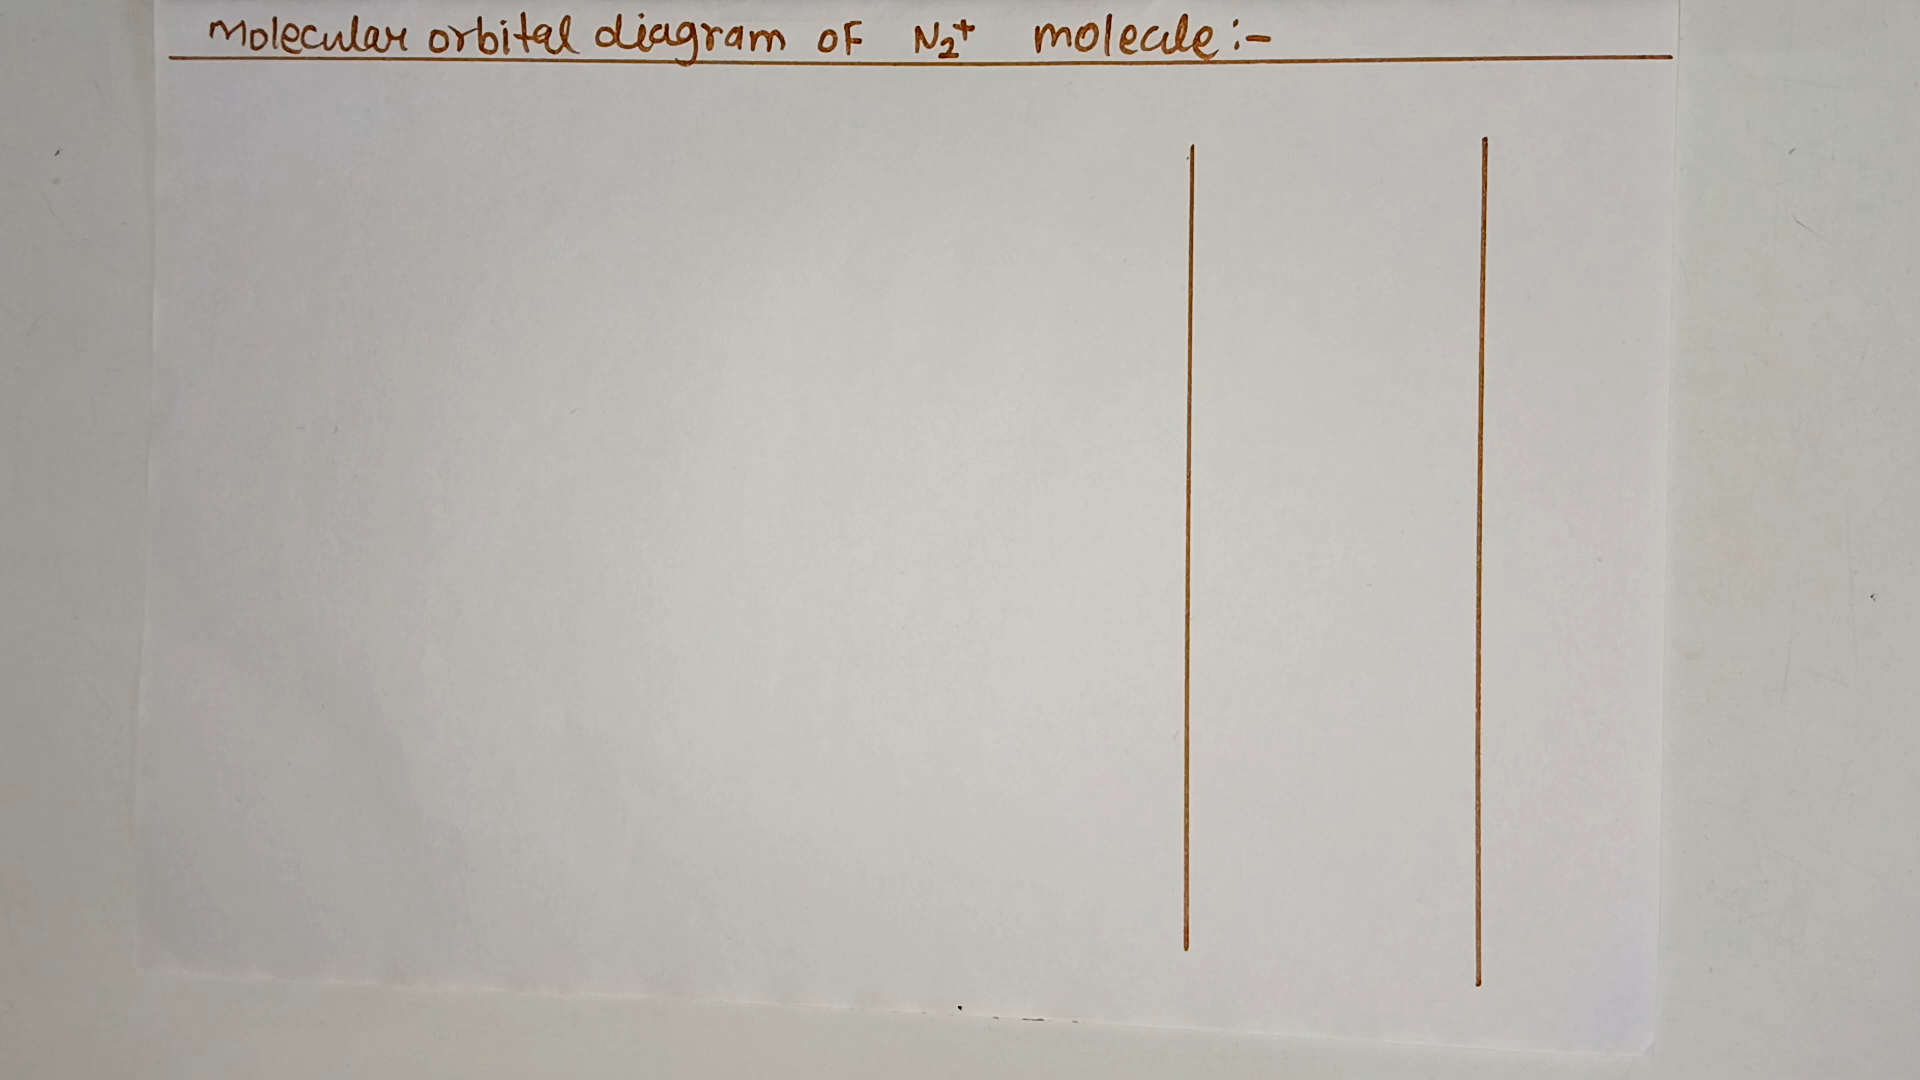 Molecular orbital diagram of N₂⁺ molecule :-